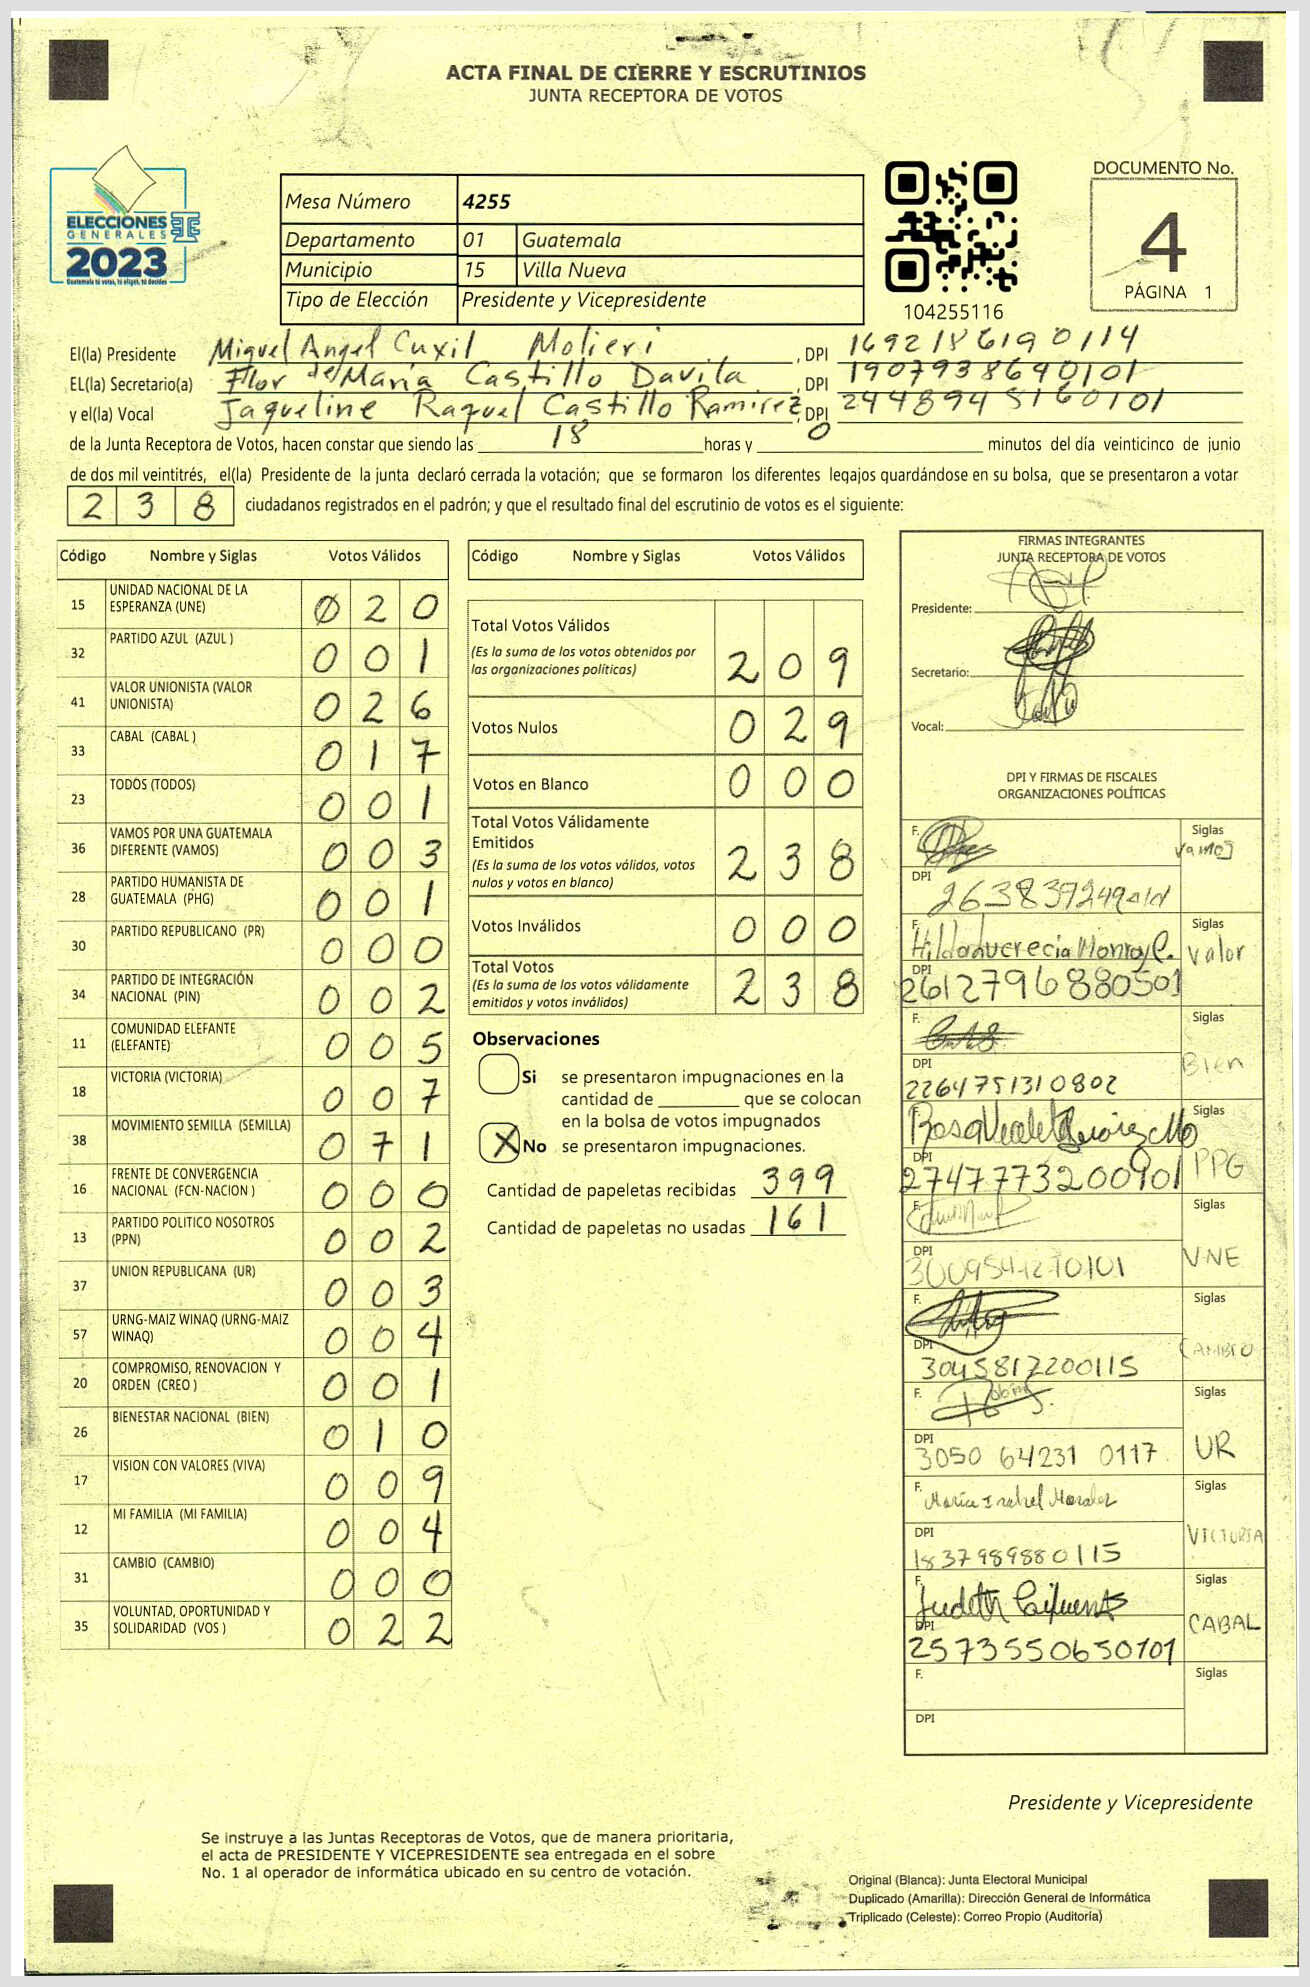 ACTA FINAL DE CIERRE Y ESCRUTINIOS
JUNTA RECEPTORA DE VOTOS
ELECCIONES
GENERALES
2023
Guatemala tú votas, tú eliges, tú decides
Mesa Número 4255
Departamento 01 Guatemala
Municipio 15 Villa Nueva
Tipo de Elección Presidente y Vicepresidente
104255116
DOCUMENTO No.
4
PÁGINA 1
El(la) Presidente Miguel Angel Cuxil Molieri, DPI 1692186190114
EL(la) Secretario(a) Flor de María Castillo Davila, DPI 1907938640101
y el(la) Vocal Jaqueline Raquel Castillo Ramirez, DPI 2448945160101
de la Junta Receptora de Votos, hacen constar que siendo las 18 horas y 0 minutos del día veinticinco de junio
de dos mil veintitrés, el(la) Presidente de la junta declaró cerrada la votación; que se formaron los diferentes legajos guardándose en su bolsa, que se presentaron a votar
238 ciudadanos registrados en el padrón; y que el resultado final del escrutinio de votos es el siguiente:
Código Nombre y Siglas Votos Válidos
15 UNIDAD NACIONAL DE LA ESPERANZA (UNE) 0 2 0
32 PARTIDO AZUL (AZUL ) 0 0 1
41 VALOR UNIONISTA (VALOR UNIONISTA) 0 2 6
33 CABAL (CABAL ) 0 1 7
23 TODOS (TODOS) 0 0 1
36 VAMOS POR UNA GUATEMALA DIFERENTE (VAMOS) 0 0 3
28 PARTIDO HUMANISTA DE GUATEMALA (PHG) 0 0 1
30 PARTIDO REPUBLICANO (PR) 0 0 0
34 PARTIDO DE INTEGRACIÓN NACIONAL (PIN) 0 0 2
11 COMUNIDAD ELEFANTE (ELEFANTE) 0 0 5
18 VICTORIA (VICTORIA) 0 0 7
38 MOVIMIENTO SEMILLA (SEMILLA) 0 7 1
16 FRENTE DE CONVERGENCIA NACIONAL (FCN-NACION ) 0 0 0
13 PARTIDO POLITICO NOSOTROS (PPN) 0 0 2
37 UNION REPUBLICANA (UR) 0 0 3
57 URNG-MAIZ WINAQ (URNG-MAIZ WINAQ) 0 0 4
20 COMPROMISO, RENOVACION Y ORDEN (CREO ) 0 0 1
26 BIENESTAR NACIONAL (BIEN) 0 1 0
17 VISION CON VALORES (VIVA) 0 0 9
12 MI FAMILIA (MI FAMILIA) 0 0 4
31 CAMBIO (CAMBIO) 0 0 0
35 VOLUNTAD, OPORTUNIDAD Y SOLIDARIDAD (VOS ) 0 2 2
Código Nombre y Siglas Votos Válidos
Total Votos Válidos 2 0 9
(Es la suma de los votos obtenidos por
las organizaciones políticas)
Votos Nulos 0 2 9
Votos en Blanco 0 0 0
Total Votos Válidamente
Emitidos 2 3 8
(Es la suma de los votos válidos, votos
nulos y votos en blanco)
Votos Inválidos 0 0 0
Total Votos 2 3 8
(Es la suma de los votos válidamente
emitidos y votos inválidos)
Observaciones
Si se presentaron impugnaciones en la
cantidad de ________ que se colocan
en la bolsa de votos impugnados
X No se presentaron impugnaciones.
Cantidad de papeletas recibidas 399
Cantidad de papeletas no usadas 161
FIRMAS INTEGRANTES
JUNTA RECEPTORA DE VOTOS
Presidente:
Secretario:
Vocal:
DPI Y FIRMAS DE FISCALES
ORGANIZACIONES POLÍTICAS
F. Siglas
Vamos
DPI
F. Hilda Lucrecia Monroy C. Siglas
Valor
DPI 2612796880501
F. Siglas
Bien
DPI 2264751310802
F. Siglas
PPG
DPI 2747773200901
F. Siglas
UNE
DPI
F. Siglas
CAMBIO
DPI 3045817200115
F. Siglas
UR
DPI 3050 64231 0117
F. María Isabel Morales Siglas
VICTORIA
DPI 1837989880115
F. Judeth Cifuentes Siglas
CABAL
DPI 2573550650101
F. Siglas
DPI
Presidente y Vicepresidente
Se instruye a las Juntas Receptoras de Votos, que de manera prioritaria,
el acta de PRESIDENTE Y VICEPRESIDENTE sea entregada en el sobre
No. 1 al operador de informática ubicado en su centro de votación.
Original (Blanca): Junta Electoral Municipal
Duplicado (Amarilla): Dirección General de Informática
Triplicado (Celeste): Correo Propio (Auditoría)